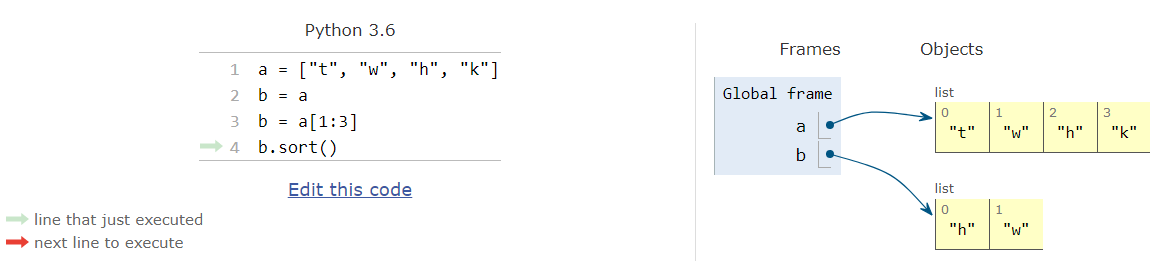 Python 3.6
1 a = ["t", "w", "h", "k"]
2 b = a
3 b = a[1:3]
4 b.sort()
Edit this code
line that just executed
next line to execute
Frames Objects
Global frame
a
b
list
0 1 2 3
"t" "w" "h" "k"
list
0 1
"h" "w"